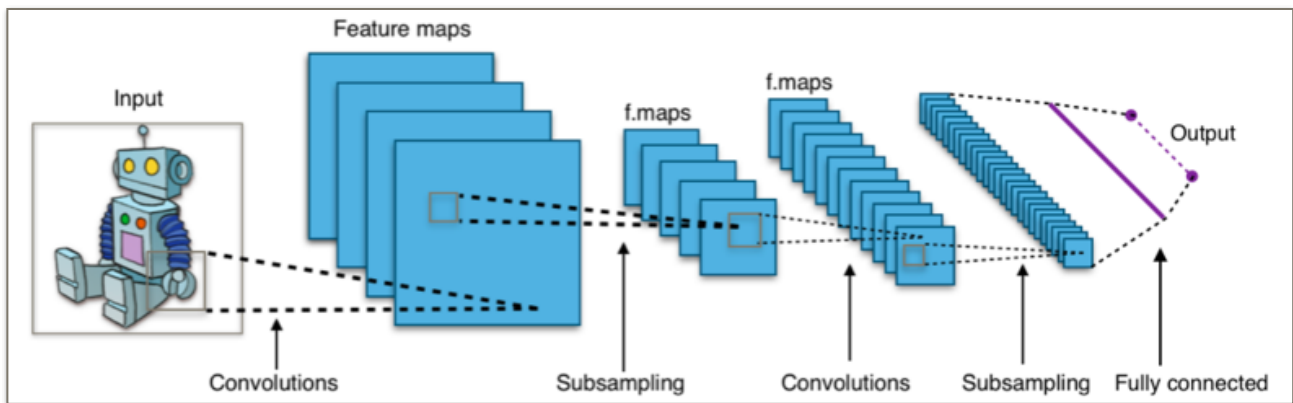 Feature maps
f.maps
Input
f.maps
Output
Convolutions
Subsampling
Convolutions
Subsampling
Fully connected